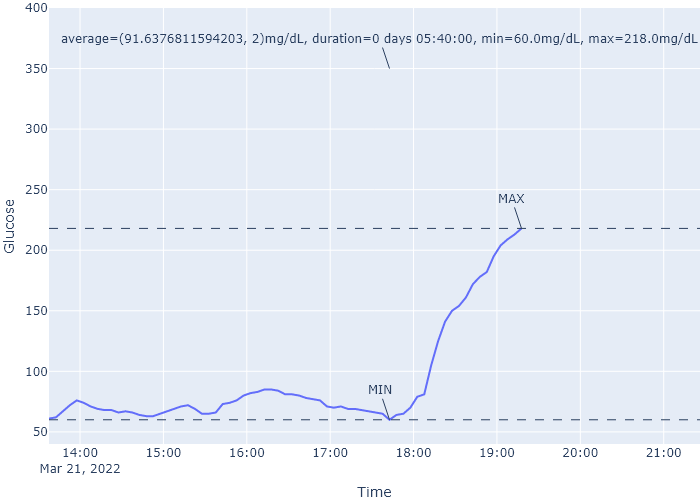 400
average=(91.6376811594203, 2)mg/dL, duration=0 days 05:40:00, min=60.0mg/dL, max=218.0mg/dL
350
300
250
MAX
Glucose
200
150
100
MIN
50
14:00 15:00 16:00 17:00 18:00 19:00 20:00 21:00
Mar 21, 2022
Time